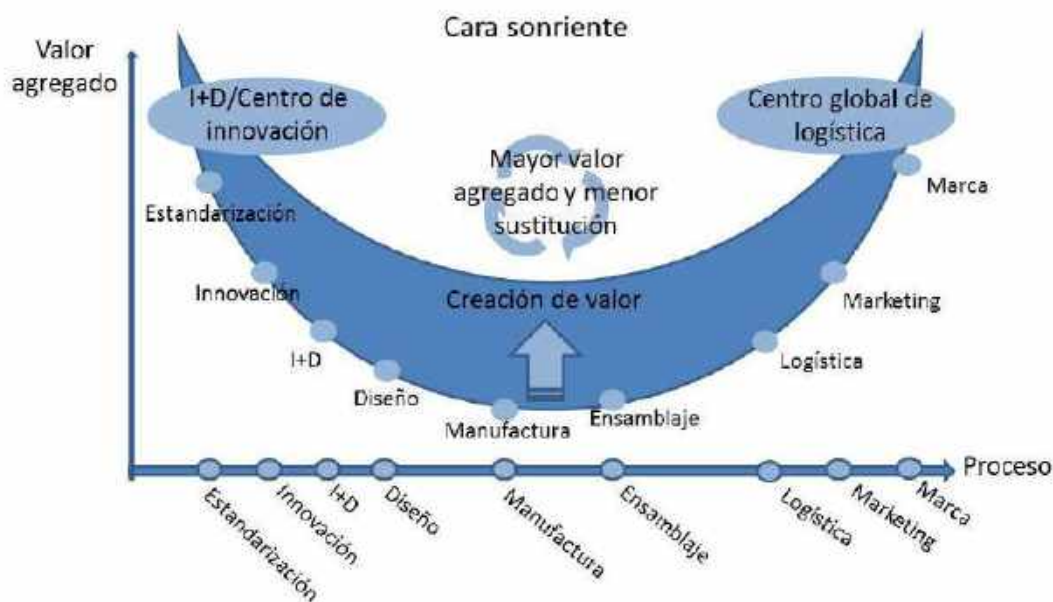 Cara sonriente
Valor
agregado
I+D/Centro de
innovación
Centro global de
logística
Mayor valor
agregado y menor
sustitución
Marca
Estandarización
Innovación
Creación de valor
Marketing
I+D
Logística
Diseño
Manufactura
Ensamblaje
Proceso
Estandarización
Innovación
I+D
Diseño
Manufactura
Ensamblaje
Logística
Marketing
Marca